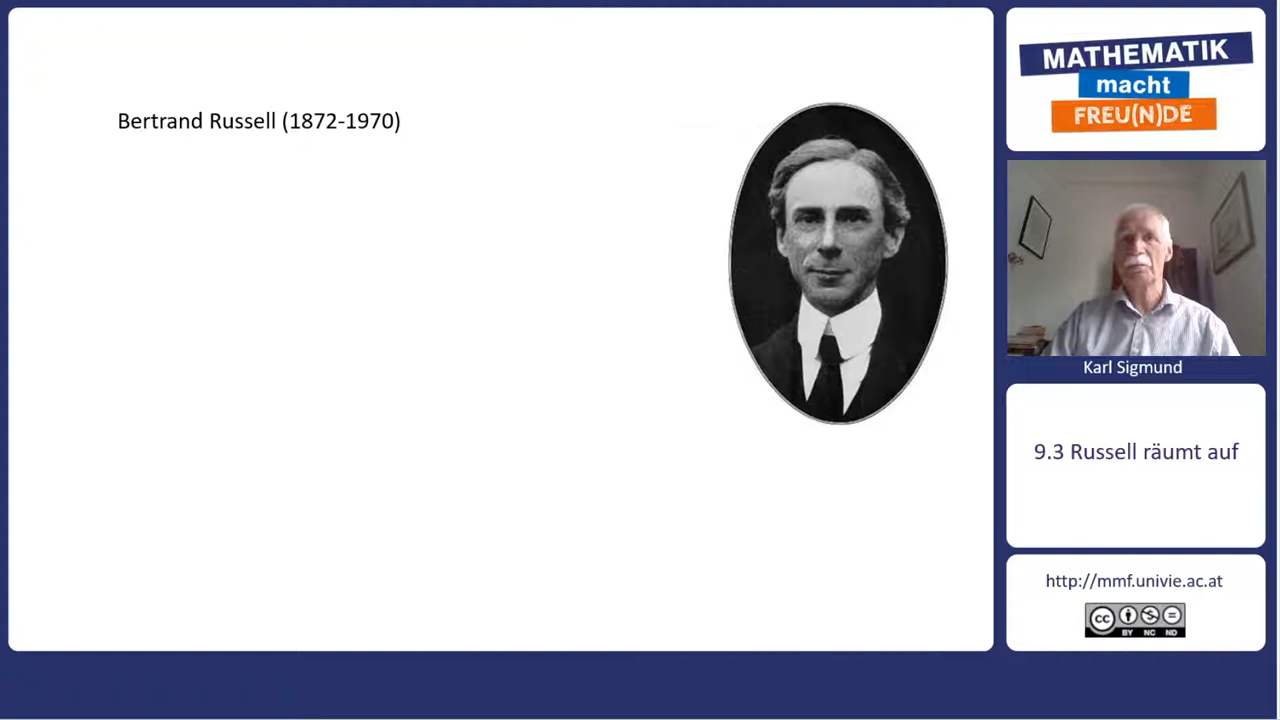 Bertrand Russell (1872-1970)
MATHEMATIK
macht
FREU(N)DE
Karl Sigmund
9.3 Russell räumt auf
http://mmf.univie.ac.at
CC
BY NC ND